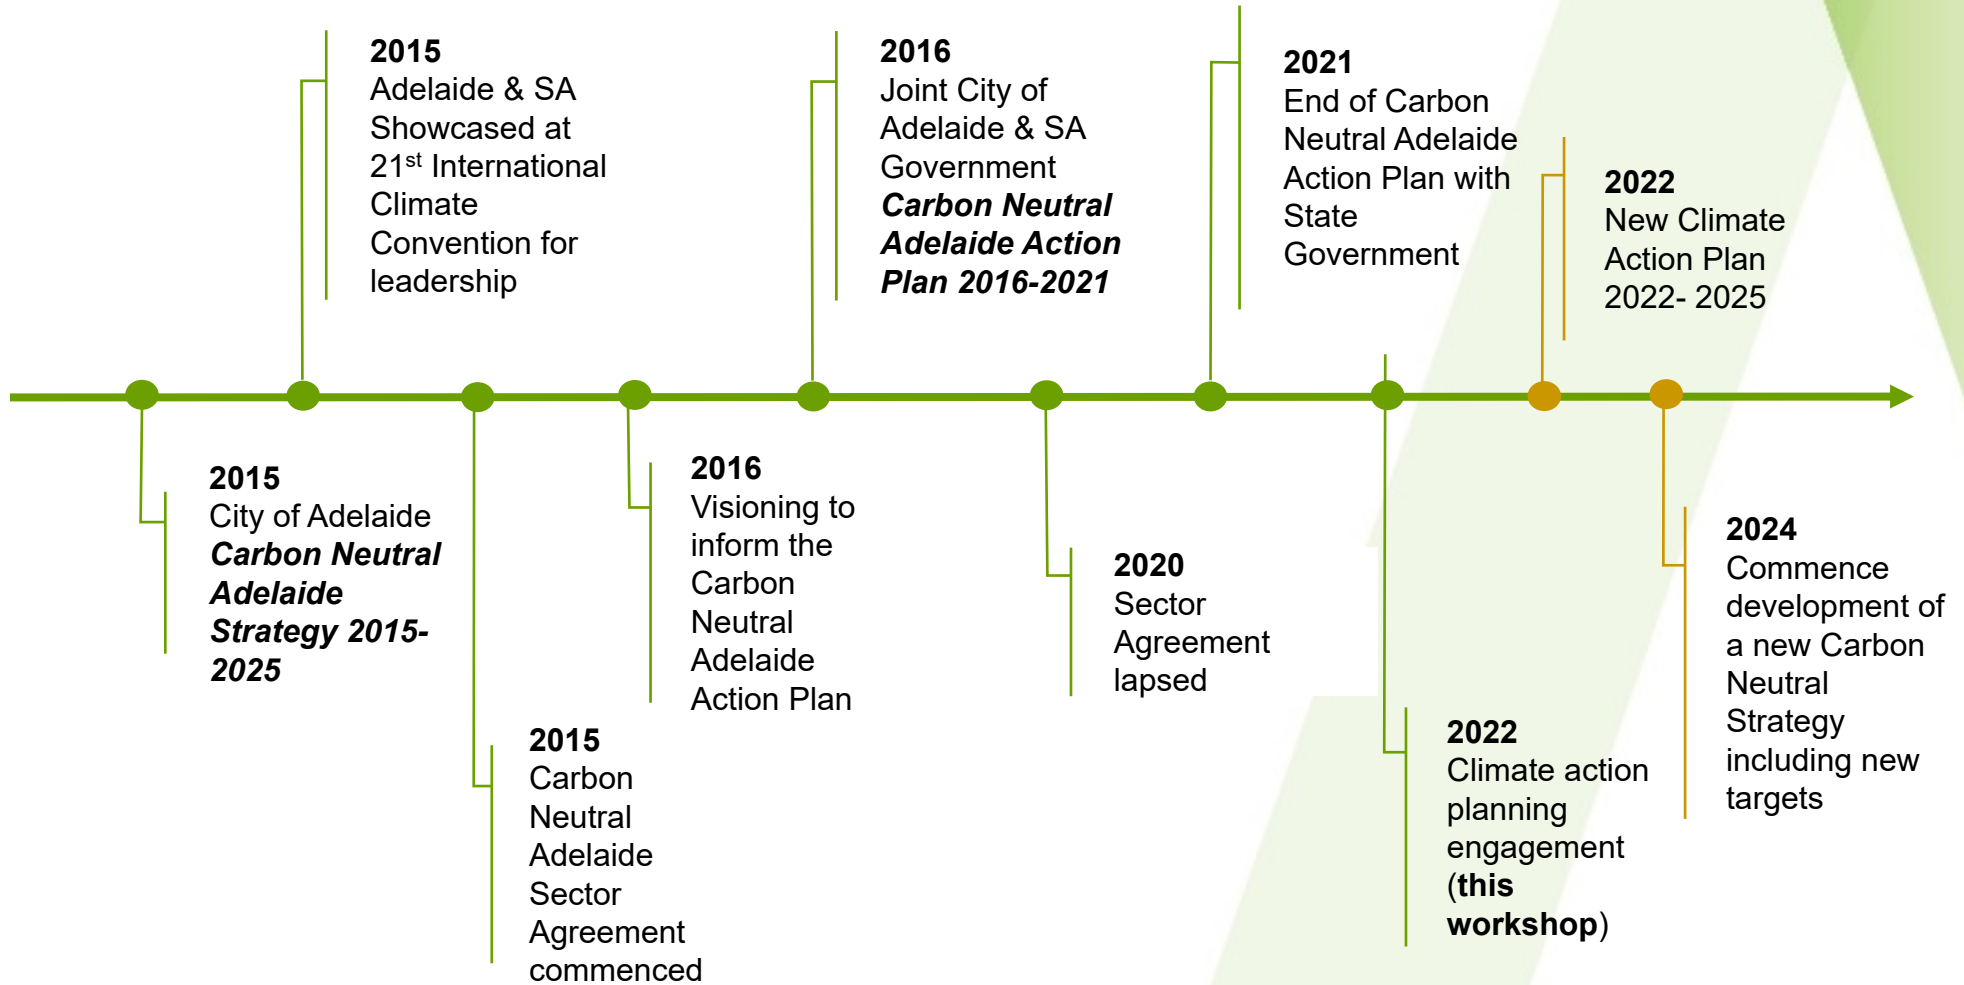 2015
City of Adelaide
Carbon Neutral
Adelaide
Strategy 2015-
2025
2015
Adelaide & SA
Showcased at
21st International
Climate
Convention for
leadership
2015
Carbon
Neutral
Adelaide
Sector
Agreement
commenced
2016
Visioning to
inform the
Carbon
Neutral
Adelaide
Action Plan
2016
Joint City of
Adelaide & SA
Government
Carbon Neutral
Adelaide Action
Plan 2016-2021
2020
Sector
Agreement
lapsed
2021
End of Carbon
Neutral Adelaide
Action Plan with
State
Government
2022
Climate action
planning
engagement
(this
workshop)
2022
New Climate
Action Plan
2022- 2025
2024
Commence
development of
a new Carbon
Neutral
Strategy
including new
targets